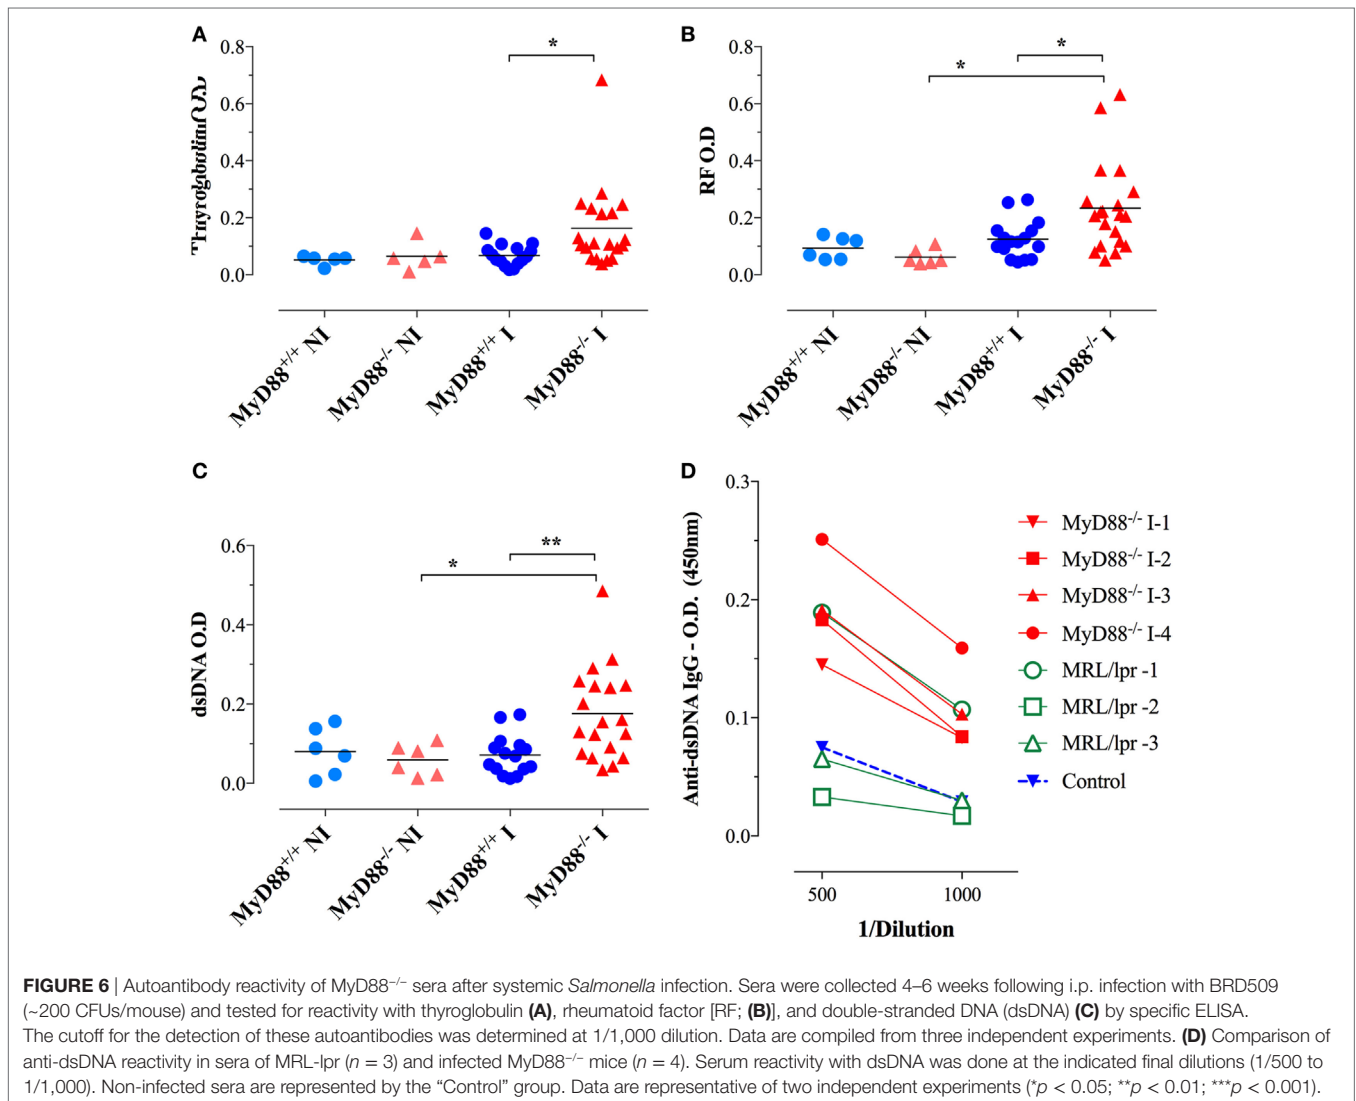 A
0.8
0.6
0.4
0.2
0.0
O.D
*
MyD88+/+ NI
MyD88-/- NI
MyD88+/+ I
MyD88-/- I
B
0.8
0.6
0.4
0.2
0.0
RF O.D
*
*
MyD88+/+ NI
MyD88-/- NI
MyD88+/+ I
MyD88-/- I
C
0.6
0.4
0.2
0.0
dsDNA O.D
*
**
MyD88+/+ NI
MyD88-/- NI
MyD88+/+ I
MyD88-/- I
D
0.3
0.2
0.1
0.0
Anti-dsDNA IgG - O.D. (450nm)
500
1000
1/Dilution
MyD88-/- I-1
MyD88-/- I-2
MyD88-/- I-3
MyD88-/- I-4
MRL/lpr -1
MRL/lpr -2
MRL/lpr -3
Control
FIGURE 6 | Autoantibody reactivity of MyD88−/− sera after systemic Salmonella infection. Sera were collected 4–6 weeks following i.p. infection with BRD509
(~200 CFUs/mouse) and tested for reactivity with thyroglobulin (A), rheumatoid factor [RF; (B)], and double-stranded DNA (dsDNA) (C) by specific ELISA.
The cutoff for the detection of these autoantibodies was determined at 1/1,000 dilution. Data are compiled from three independent experiments. (D) Comparison of
anti-dsDNA reactivity in sera of MRL-lpr (n = 3) and infected MyD88−/− mice (n = 4). Serum reactivity with dsDNA was done at the indicated final dilutions (1/500 to
1/1,000). Non-infected sera are represented by the “Control” group. Data are representative of two independent experiments (*p < 0.05; **p < 0.01; ***p < 0.001).